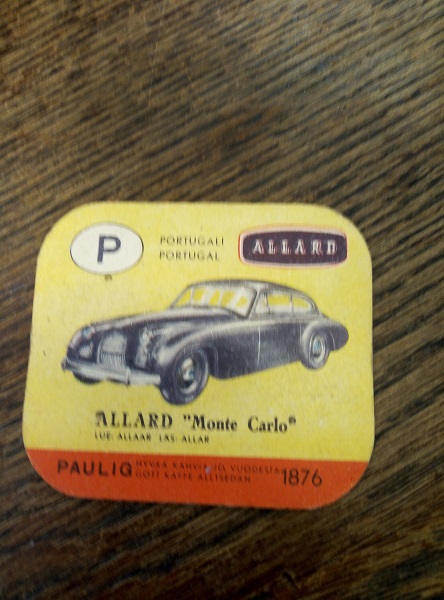 P
PORTUGALI
PORTUGAL
ALLARD
ALLARD "Monte Carlo"
LUE: ALLAAR LÄS: ALLAR
PAULIG
HYVÄÄ KAHVIA JO VUODESTA
GOTT KAFFE ALLTSEDAN
1876